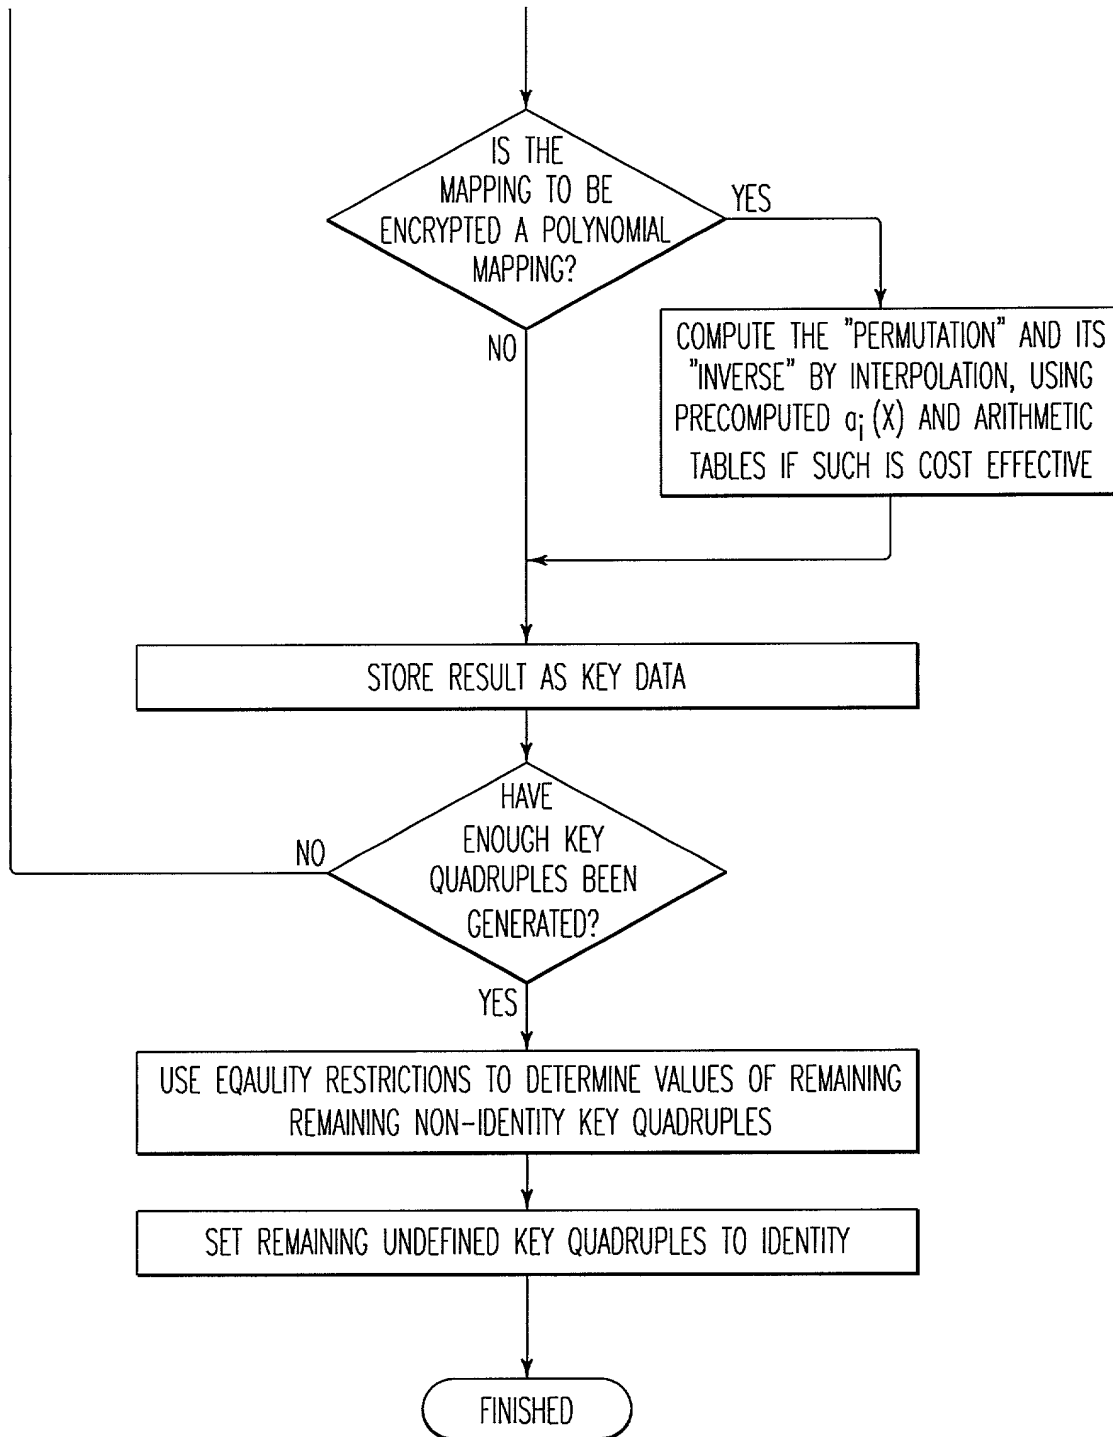 IS THE
MAPPING TO BE
ENCRYPTED A POLYNOMIAL
MAPPING?
YES
NO
COMPUTE THE "PERMUTATION" AND ITS
"INVERSE" BY INTERPOLATION, USING
PRECOMPUTED aj (X) AND ARITHMETIC
TABLES IF SUCH IS COST EFFECTIVE
STORE RESULT AS KEY DATA
HAVE
ENOUGH KEY
QUADRUPLES BEEN
GENERATED?
NO
YES
USE EQAULITY RESTRICTIONS TO DETERMINE VALUES OF REMAINING
REMAINING NON-IDENTITY KEY QUADRUPLES
SET REMAINING UNDEFINED KEY QUADRUPLES TO IDENTITY
FINISHED